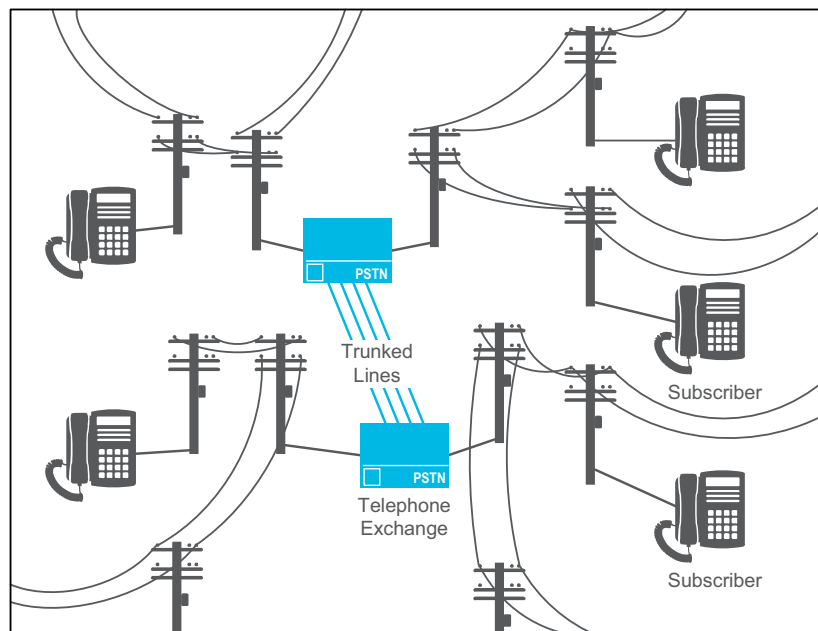 PSTN
Trunked
Lines
Subscriber
PSTN
Telephone
Exchange
Subscriber